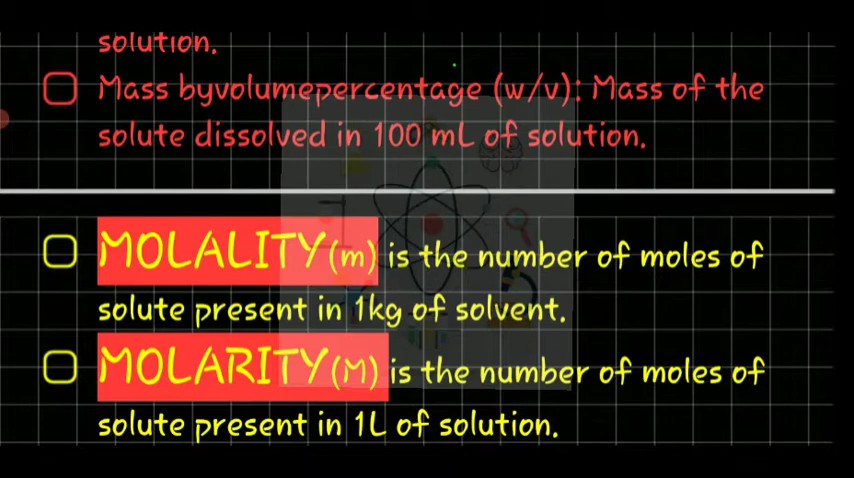 solution.
Mass byvolumepercentage (w/v): Mass of the
solute dissolved in 100 mL of solution.
MOLALITY(m) is the number of moles of
solute present in 1kg of solvent.
MOLARITY(M) is the number of moles of
solute present in 1L of solution.